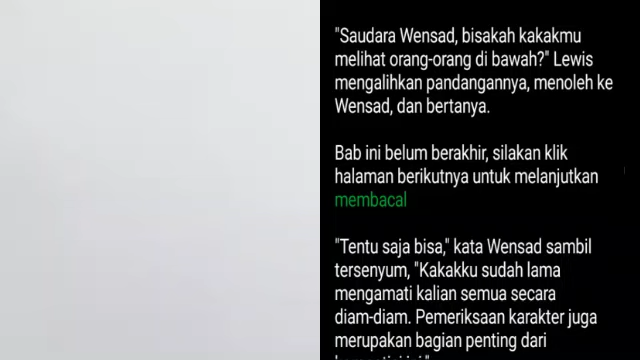 "Saudara Wensad, bisakah kakakmu
melihat orang-orang di bawah?" Lewis
mengalihkan pandangannya, menoleh ke
Wensad, dan bertanya.
Bab ini belum berakhir, silakan klik
halaman berikutnya untuk melanjutkan
membacal
"Tentu saja bisa," kata Wensad sambil
tersenyum, "Kakakku sudah lama
mengamati kalian semua secara
diam-diam. Pemeriksaan karakter juga
merupakan bagian penting dari